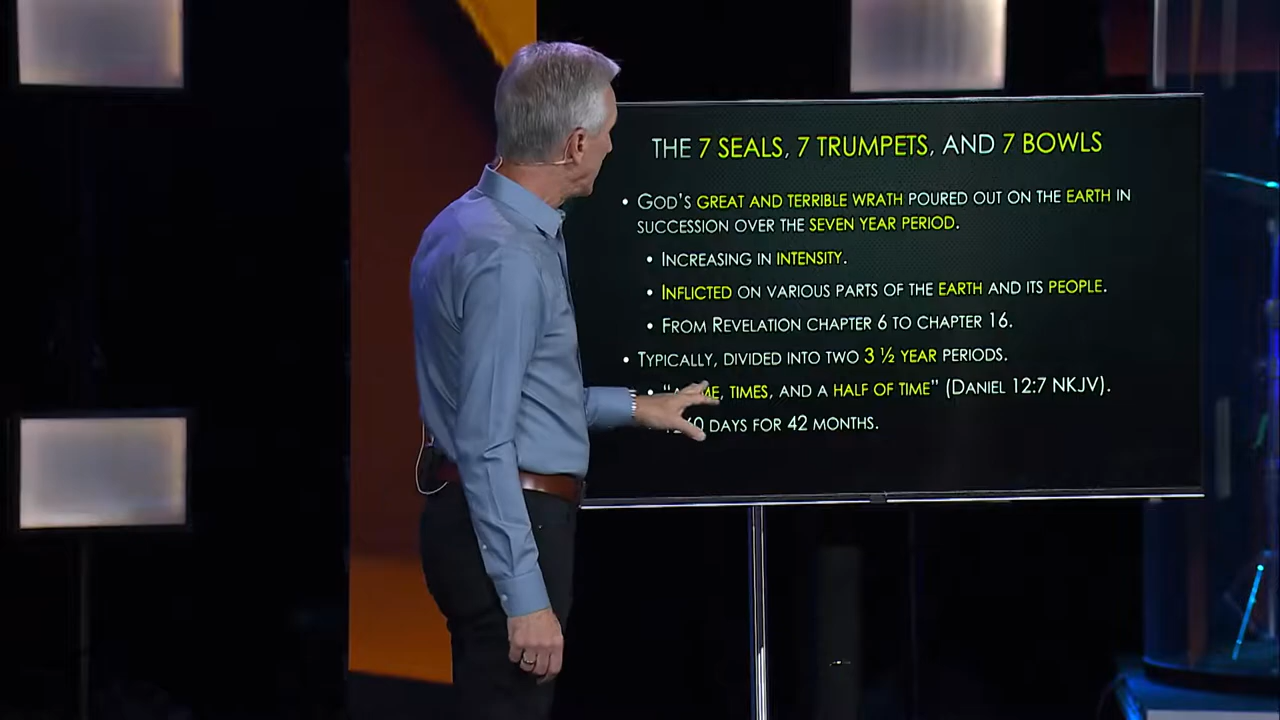 THE 7 SEALS, 7 TRUMPETS, AND 7 BOWLS
• GOD'S GREAT AND TERRIBLE WRATH POURED OUT ON THE EARTH IN
SUCCESSION OVER THE SEVEN YEAR PERIOD.
• INCREASING IN INTENSITY.
• INFLICTED ON VARIOUS PARTS OF THE EARTH AND ITS PEOPLE.
• FROM REVELATION CHAPTER 6 TO CHAPTER 16.
• TYPICALLY, DIVIDED INTO TWO 3 ½ YEAR PERIODS.
• "A TIMES, AND A HALF OF TIME" (DANIEL 12:7 NKJV).
DAYS FOR 42 MONTHS.